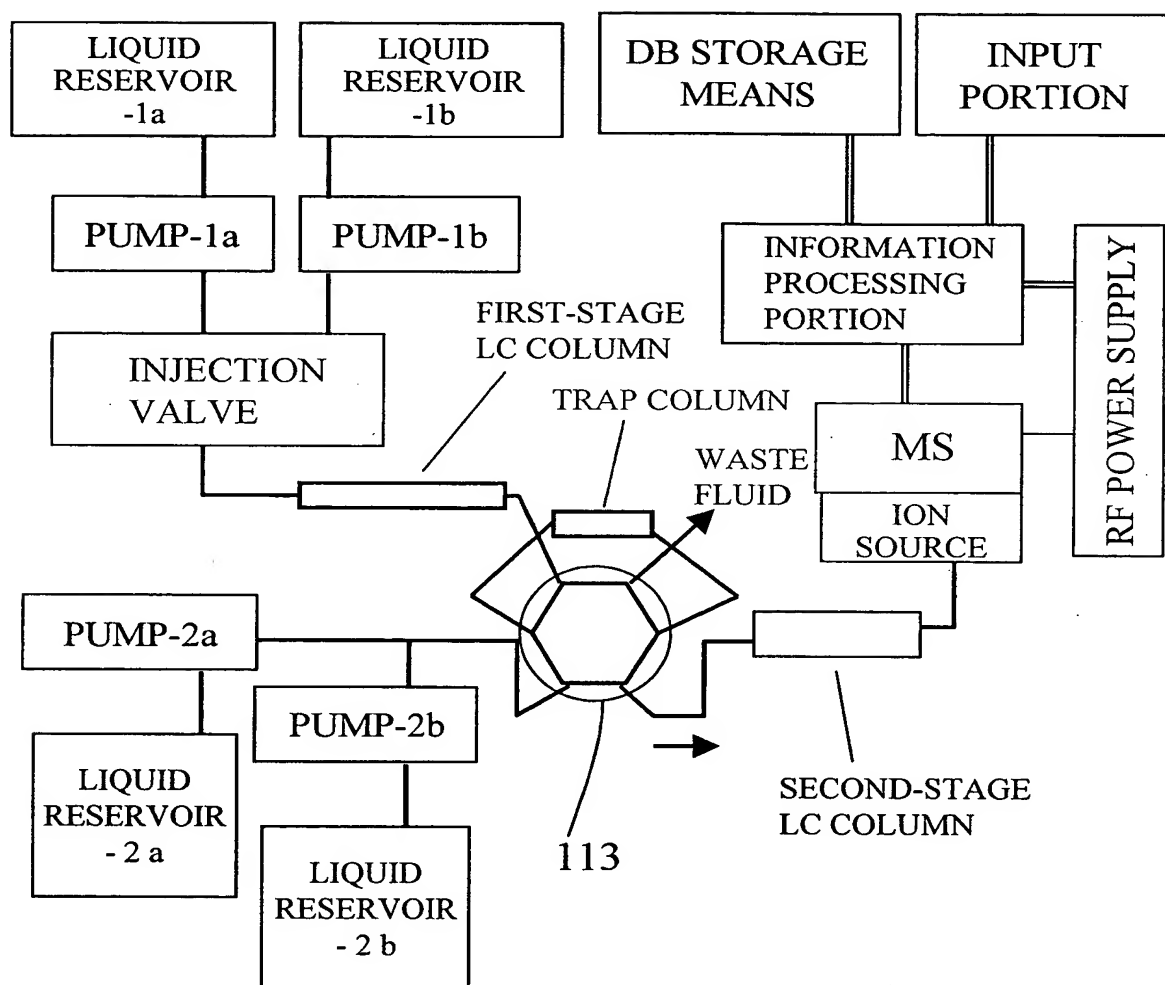 LIQUID
RESERVOIR
-1a
LIQUID
RESERVOIR
-1b
DB STORAGE
MEANS
INPUT
PORTION
PUMP-1a
PUMP-1b
INFORMATION
PROCESSING
PORTION
RF POWER SUPPLY
INJECTION
VALVE
FIRST-STAGE
LC COLUMN
TRAP COLUMN
WASTE
FLUID
MS
ION
SOURCE
PUMP-2a
PUMP-2b
LIQUID
RESERVOIR
- 2 a
LIQUID
RESERVOIR
- 2 b
113
SECOND-STAGE
LC COLUMN